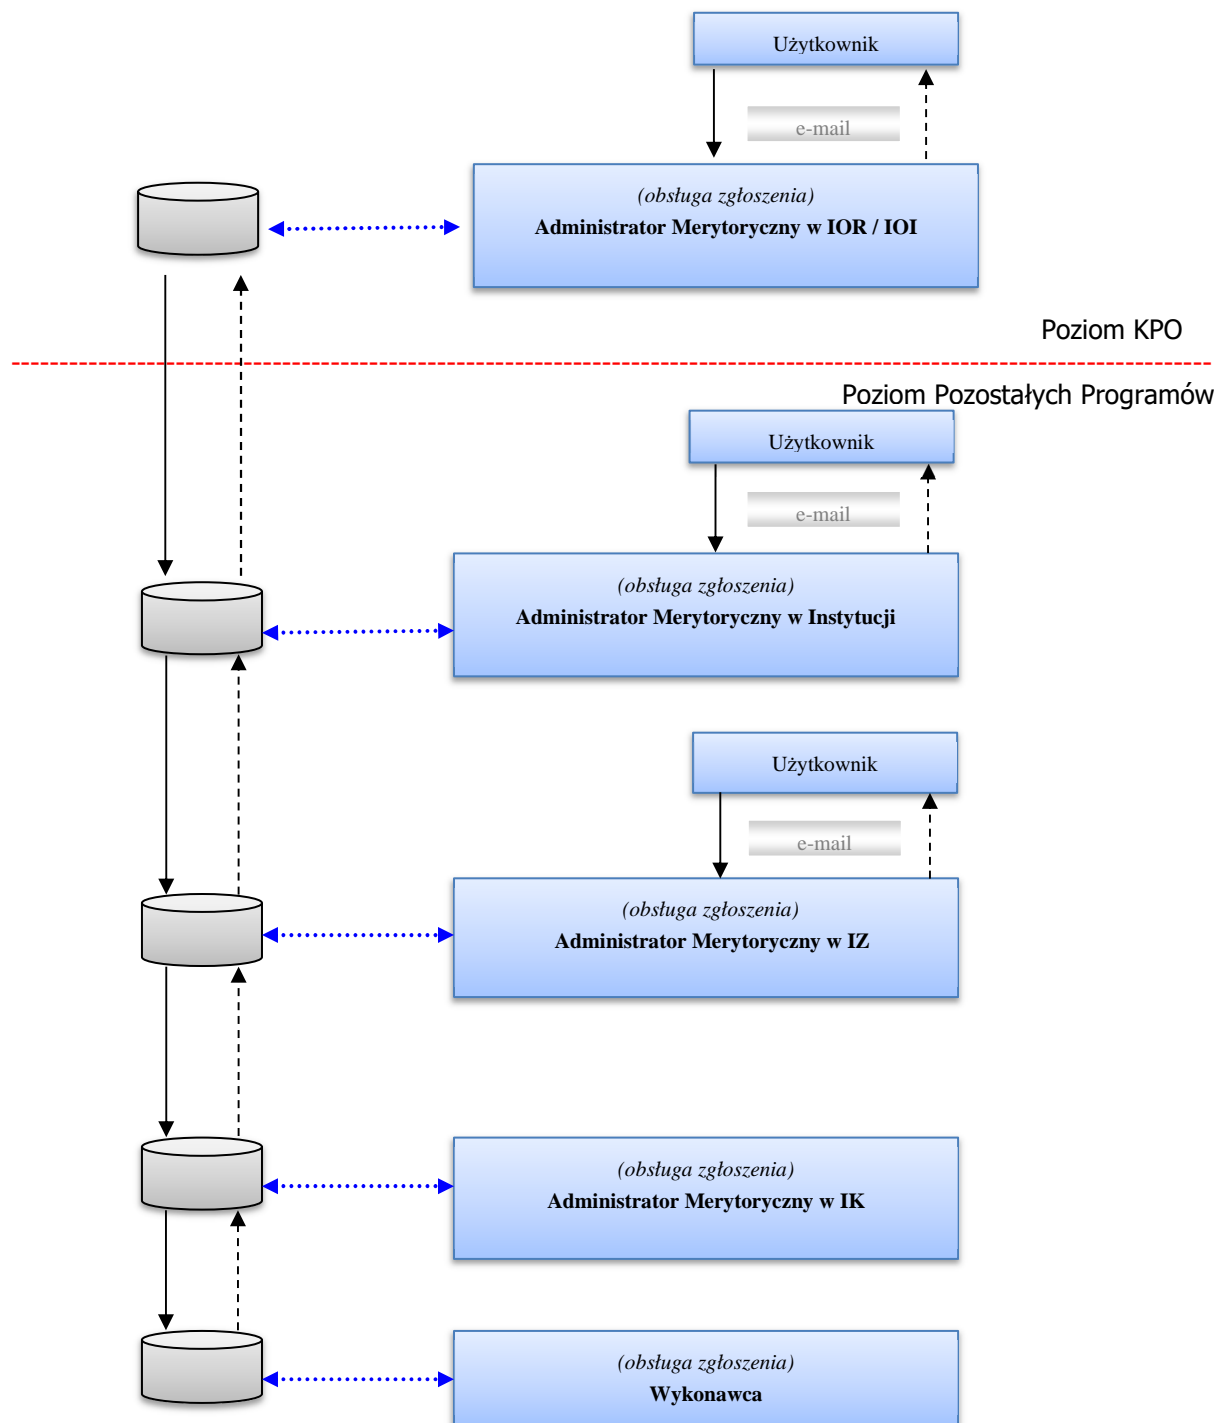 Użytkownik
e-mail
(obsługa zgłoszenia)
Administrator Merytoryczny w IOR / IOI
Poziom KPO
Poziom Pozostałych Programów
Użytkownik
e-mail
(obsługa zgłoszenia)
Administrator Merytoryczny w Instytucji
Użytkownik
e-mail
(obsługa zgłoszenia)
Administrator Merytoryczny w IZ
(obsługa zgłoszenia)
Administrator Merytoryczny w IK
(obsługa zgłoszenia)
Wykonawca